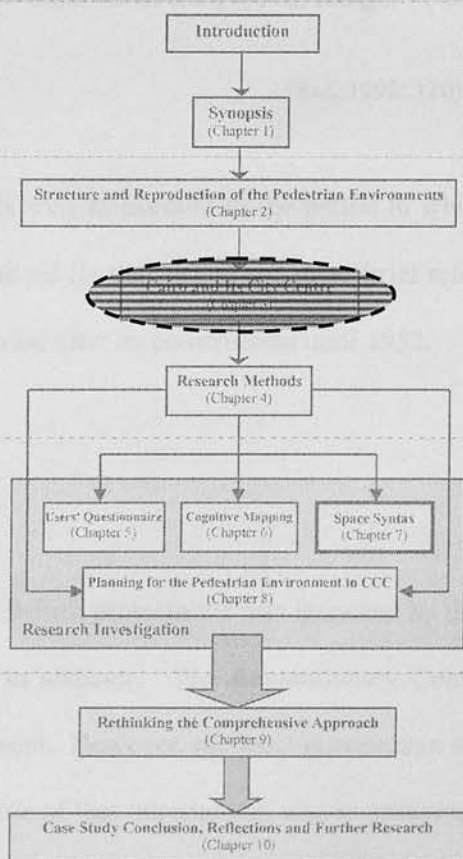 Introduction
Synopsis
(Chapter 1)
Structure and Reproduction of the Pedestrian Environments
(Chapter 2)
Cairo and Its City Centre
(Chapter 3)
Research Methods
(Chapter 4)
Users' Questionnaire
(Chapter 5)
Cognitive Mapping
(Chapter 6)
Space Syntax
(Chapter 7)
Planning for the Pedestrian Environment in CCC
(Chapter 8)
Research Investigation
Rethinking the Comprehensive Approach
(Chapter 9)
Case Study Conclusion, Reflections and Further Research
(Chapter 10)